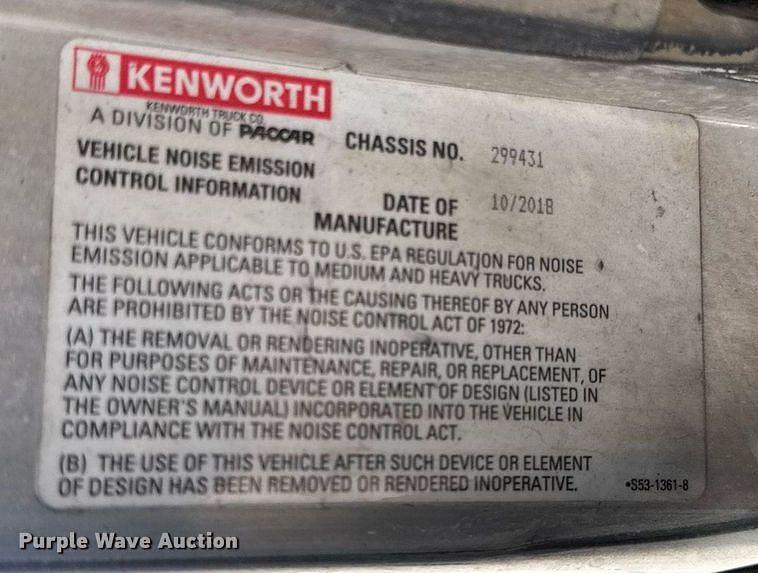 KENWORTH
KENWORTH TRUCK CO.
A DIVISION OF PACCAR
CHASSIS NO. 299431
VEHICLE NOISE EMISSION
CONTROL INFORMATION
DATE OF 10/2018
MANUFACTURE
THIS VEHICLE CONFORMS TO U.S. EPA REGULATION FOR NOISE
EMISSION APPLICABLE TO MEDIUM AND HEAVY TRUCKS.
THE FOLLOWING ACTS OR THE CAUSING THEREOF BY ANY PERSON
ARE PROHIBITED BY THE NOISE CONTROL ACT OF 1972:
(A) THE REMOVAL OR RENDERING INOPERATIVE, OTHER THAN
FOR PURPOSES OF MAINTENANCE, REPAIR, OR REPLACEMENT, OF
ANY NOISE CONTROL DEVICE OR ELEMENT OF DESIGN (LISTED IN
THE OWNER'S MANUAL) INCORPORATED INTO THE VEHICLE IN
COMPLIANCE WITH THE NOISE CONTROL ACT.
(B) THE USE OF THIS VEHICLE AFTER SUCH DEVICE OR ELEMENT
OF DESIGN HAS BEEN REMOVED OR RENDERED INOPERATIVE.
•S53-1361-8
Purple Wave Auction